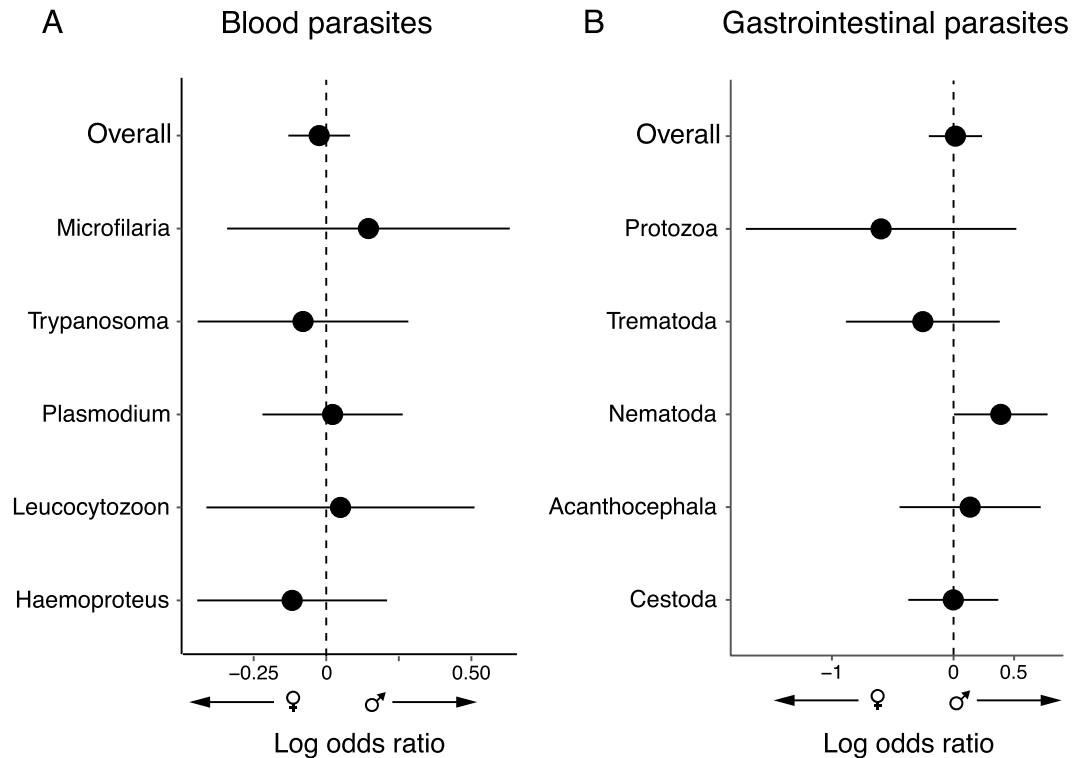 A Blood parasites
Overall
Microfilaria
Trypanosoma
Plasmodium
Leucocytozoon
Haemoproteus
−0.25 0 0.50
♀ ♂
Log odds ratio
B Gastrointestinal parasites
Overall
Protozoa
Trematoda
Nematoda
Acanthocephala
Cestoda
−1 0 0.5
♀ ♂
Log odds ratio